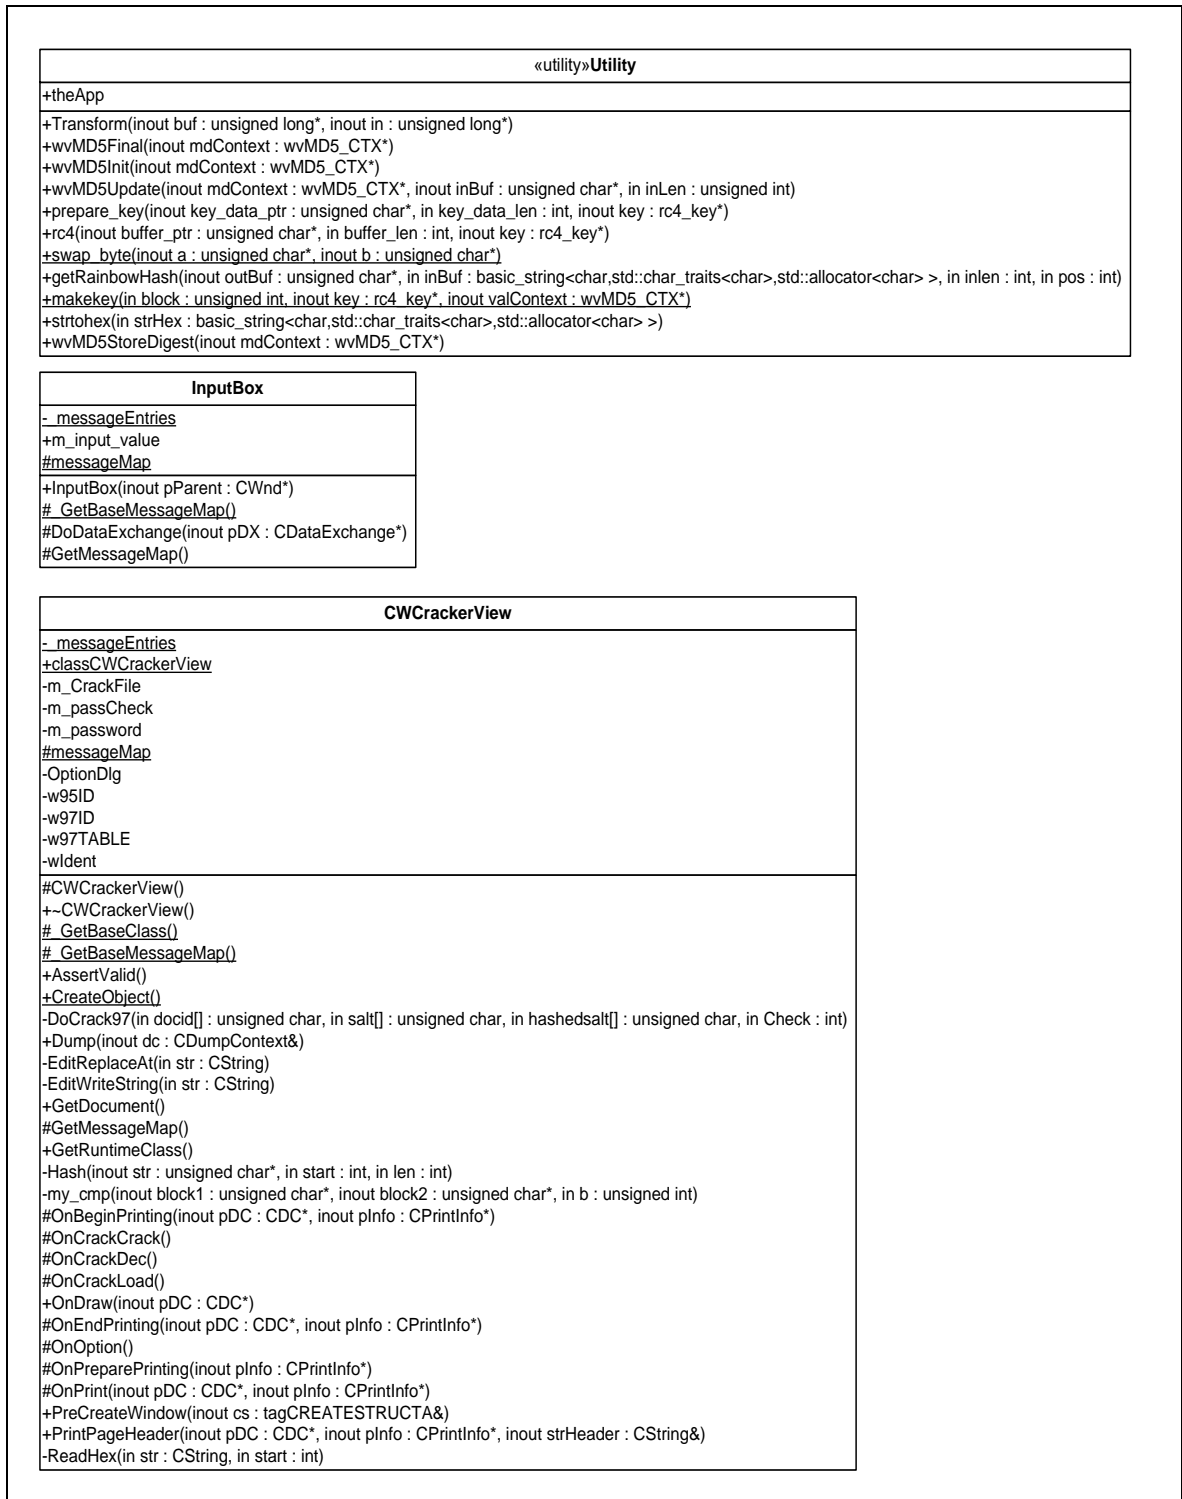 «utility»Utility
+theApp
+Transform(inout buf : unsigned long*, inout in : unsigned long*)
+wvMD5Final(inout mdContext : wvMD5_CTX*)
+wvMD5Init(inout mdContext : wvMD5_CTX*)
+wvMD5Update(inout mdContext : wvMD5_CTX*, inout inBuf : unsigned char*, in inLen : unsigned int)
+prepare_key(inout key_data_ptr : unsigned char*, in key_data_len : int, inout key : rc4_key*)
+rc4(inout buffer_ptr : unsigned char*, in buffer_len : int, inout key : rc4_key*)
+swap_byte(inout a : unsigned char*, inout b : unsigned char*)
+getRainbowHash(inout outBuf : unsigned char*, in inBuf : basic_string<char,std::char_traits<char>,std::allocator<char> >, in inlen : int, in pos : int)
+makekey(in block : unsigned int, inout key : rc4_key*, inout valContext : wvMD5_CTX*)
+strtohex(in strHex : basic_string<char,std::char_traits<char>,std::allocator<char> >)
+wvMD5StoreDigest(inout mdContext : wvMD5_CTX*)
InputBox
-_messageEntries
+m_input_value
#messageMap
+InputBox(inout pParent : CWnd*)
#_GetBaseMessageMap()
#DoDataExchange(inout pDX : CDataExchange*)
#GetMessageMap()
CWCrackerView
-_messageEntries
+classCWCrackerView
-m_CrackFile
-m_passCheck
-m_password
#messageMap
-OptionDlg
-w95ID
-w97ID
-w97TABLE
-wIdent
#CWCrackerView()
+~CWCrackerView()
#_GetBaseClass()
#_GetBaseMessageMap()
+AssertValid()
+CreateObject()
-DoCrack97(in docid[] : unsigned char, in salt[] : unsigned char, in hashedsalt[] : unsigned char, in Check : int)
+Dump(inout dc : CDumpContext&)
-EditReplaceAt(in str : CString)
-EditWriteString(in str : CString)
+GetDocument()
#GetMessageMap()
+GetRuntimeClass()
-Hash(inout str : unsigned char*, in start : int, in len : int)
-my_cmp(inout block1 : unsigned char*, inout block2 : unsigned char*, in b : unsigned int)
#OnBeginPrinting(inout pDC : CDC*, inout pInfo : CPrintInfo*)
#OnCrackCrack()
#OnCrackDec()
#OnCrackLoad()
+OnDraw(inout pDC : CDC*)
#OnEndPrinting(inout pDC : CDC*, inout pInfo : CPrintInfo*)
#OnOption()
#OnPreparePrinting(inout pInfo : CPrintInfo*)
#OnPrint(inout pDC : CDC*, inout pInfo : CPrintInfo*)
+PreCreateWindow(inout cs : tagCREATESTRUCTA&)
+PrintPageHeader(inout pDC : CDC*, inout pInfo : CPrintInfo*, inout strHeader : CString&)
-ReadHex(in str : CString, in start : int)